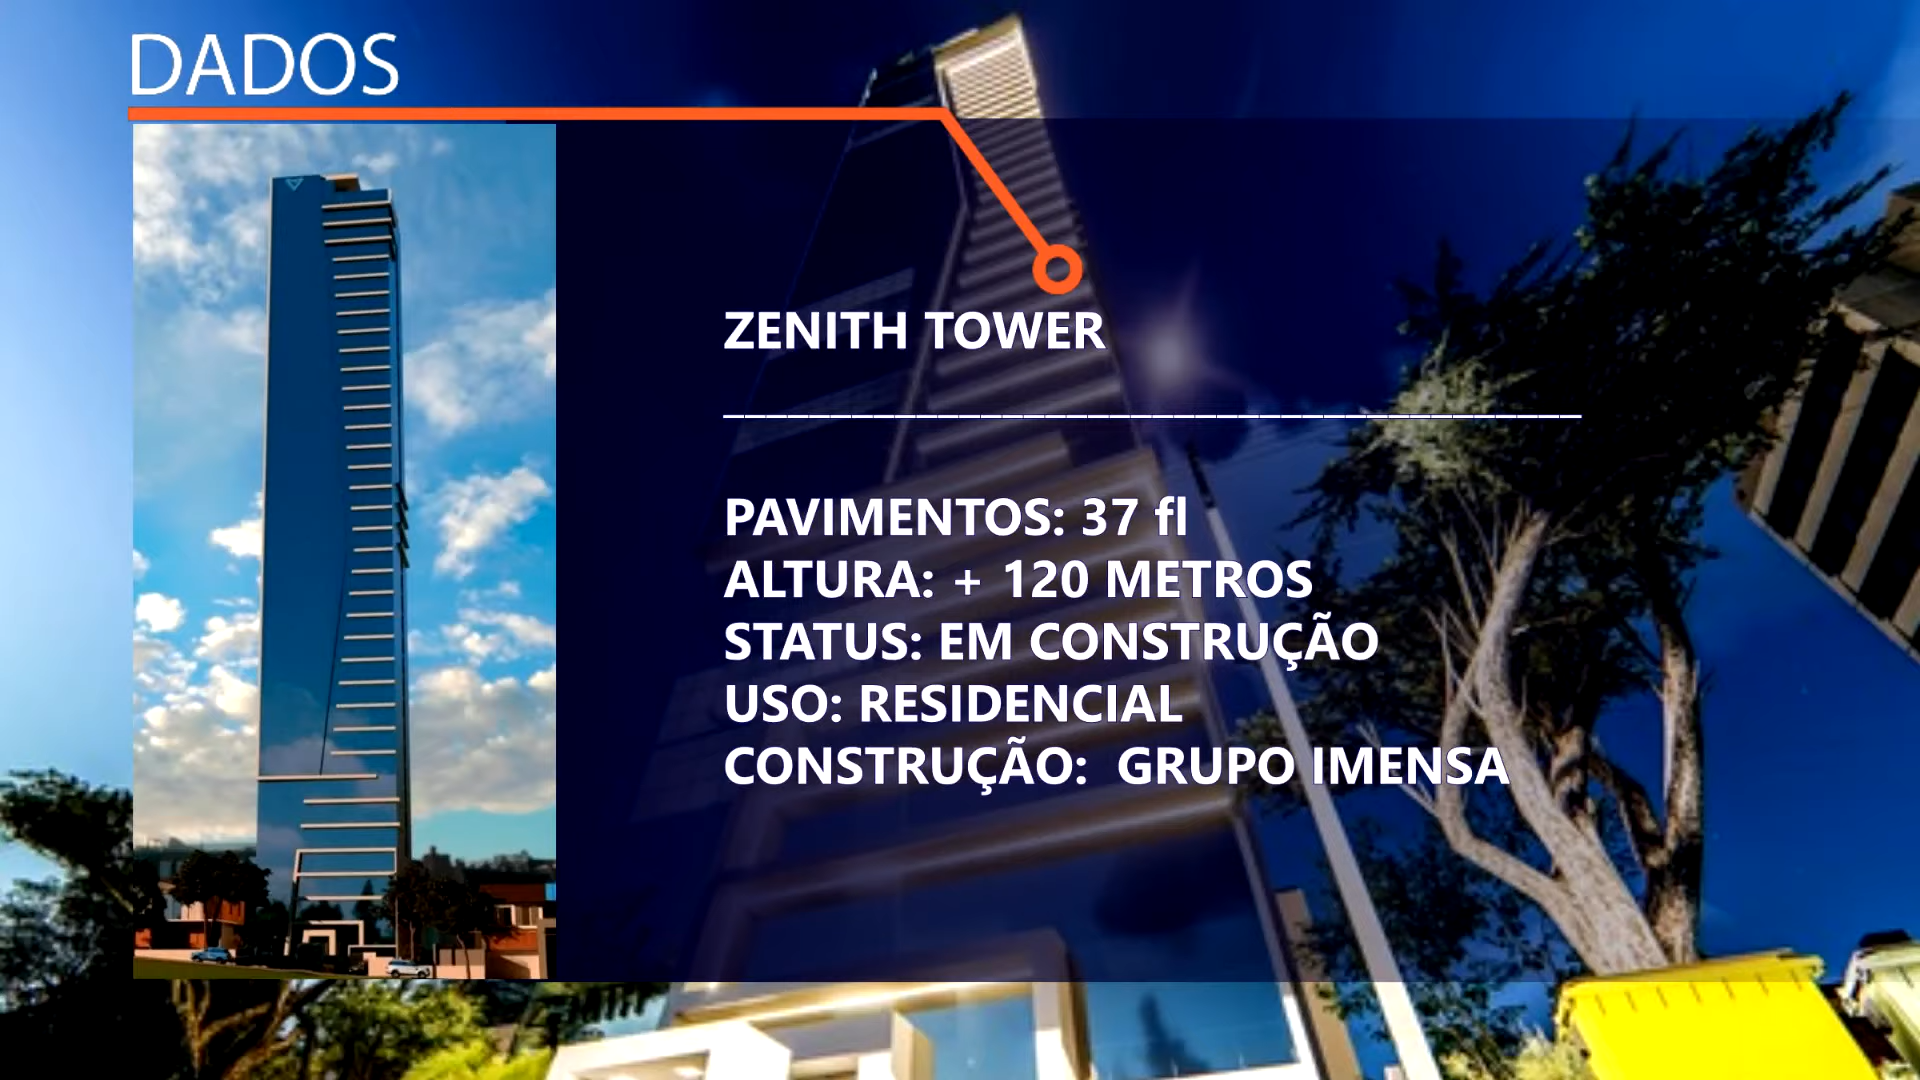 DADOS
ZENITH TOWER
PAVIMENTOS: 37 fl
ALTURA: + 120 METROS
STATUS: EM CONSTRUÇÃO
USO: RESIDENCIAL
CONSTRUÇÃO: GRUPO IMENSA